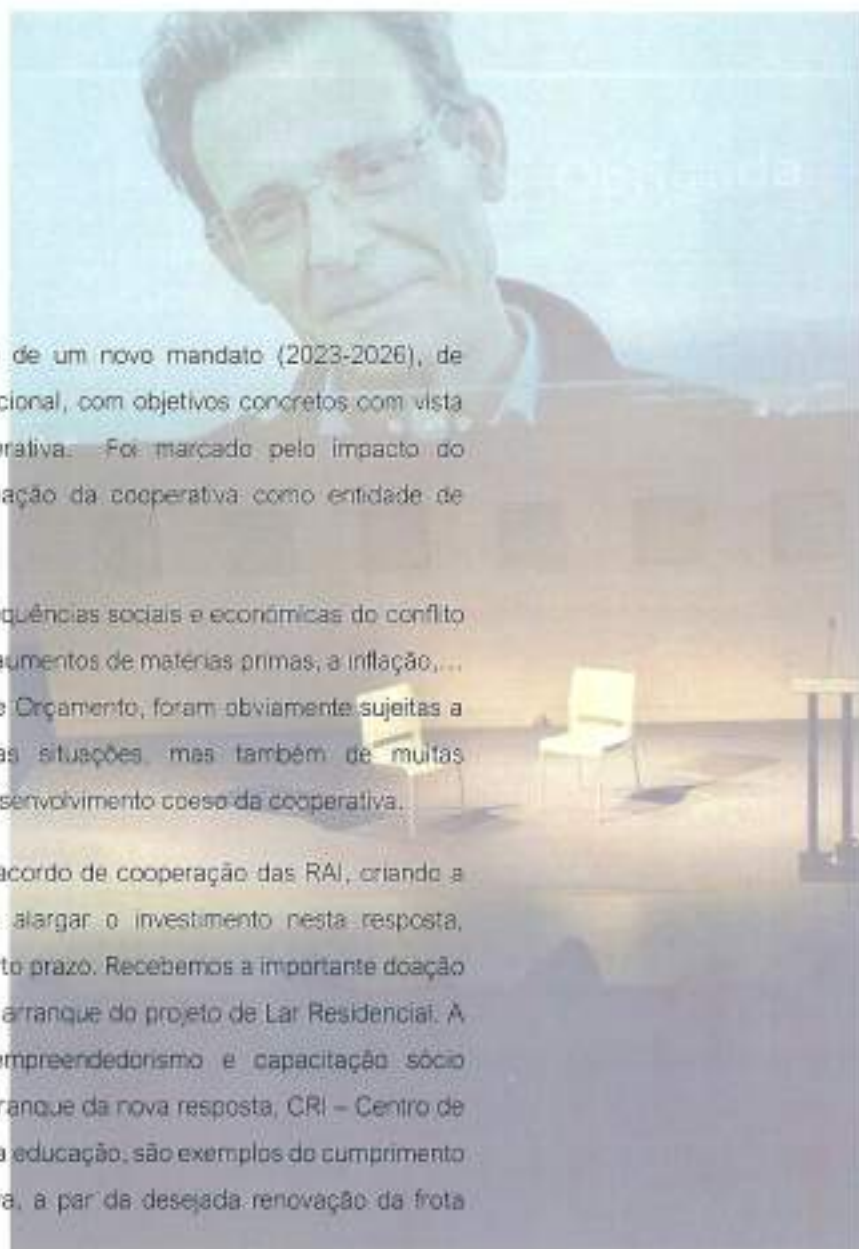 de um novo mandato (2023-2026), de
cional, com objetivos concretos com vista
erativa. Foi marcado pelo impacto do
ação da cooperativa como entidade de
quências sociais e económicas do conflito
aumentos de matérias primas, a inflação,...
e Orçamento, foram obviamente sujeitas a
as situações, mas também de muitas
senvolvimento coeso da cooperativa.
acordo de cooperação das RAI, criando a
alargar o investimento nesta resposta,
to prazo. Recebemos a importante doação
arranque do projeto de Lar Residencial. A
empreendedorismo e capacitação sócio
ranque da nova resposta, CRI – Centro de
a educação, são exemplos do cumprimento
a, a par da desejada renovação da frota